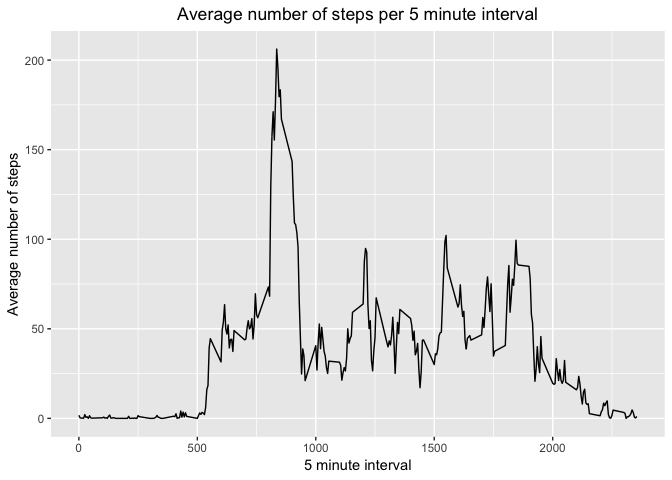 Average number of steps per 5 minute interval
Average number of steps
200
150
100
50
0
0 500 1000 1500 2000
5 minute interval